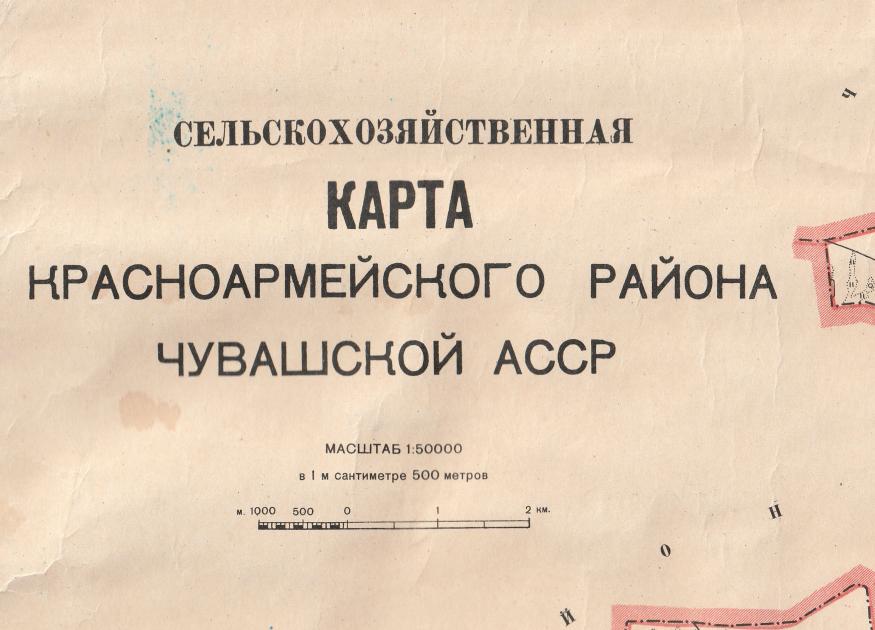 СЕЛЬСКОХОЗЯЙСТВЕННАЯ
КАРТА
КРАСНОАРМЕЙСКОГО РАЙОНА
ЧУВАШСКОЙ АССР
МАСШТАБ 1:50000
в 1 м сантиметре 500 метров
м. 1000 500 0 1 2 км.
Ч
Й О Н